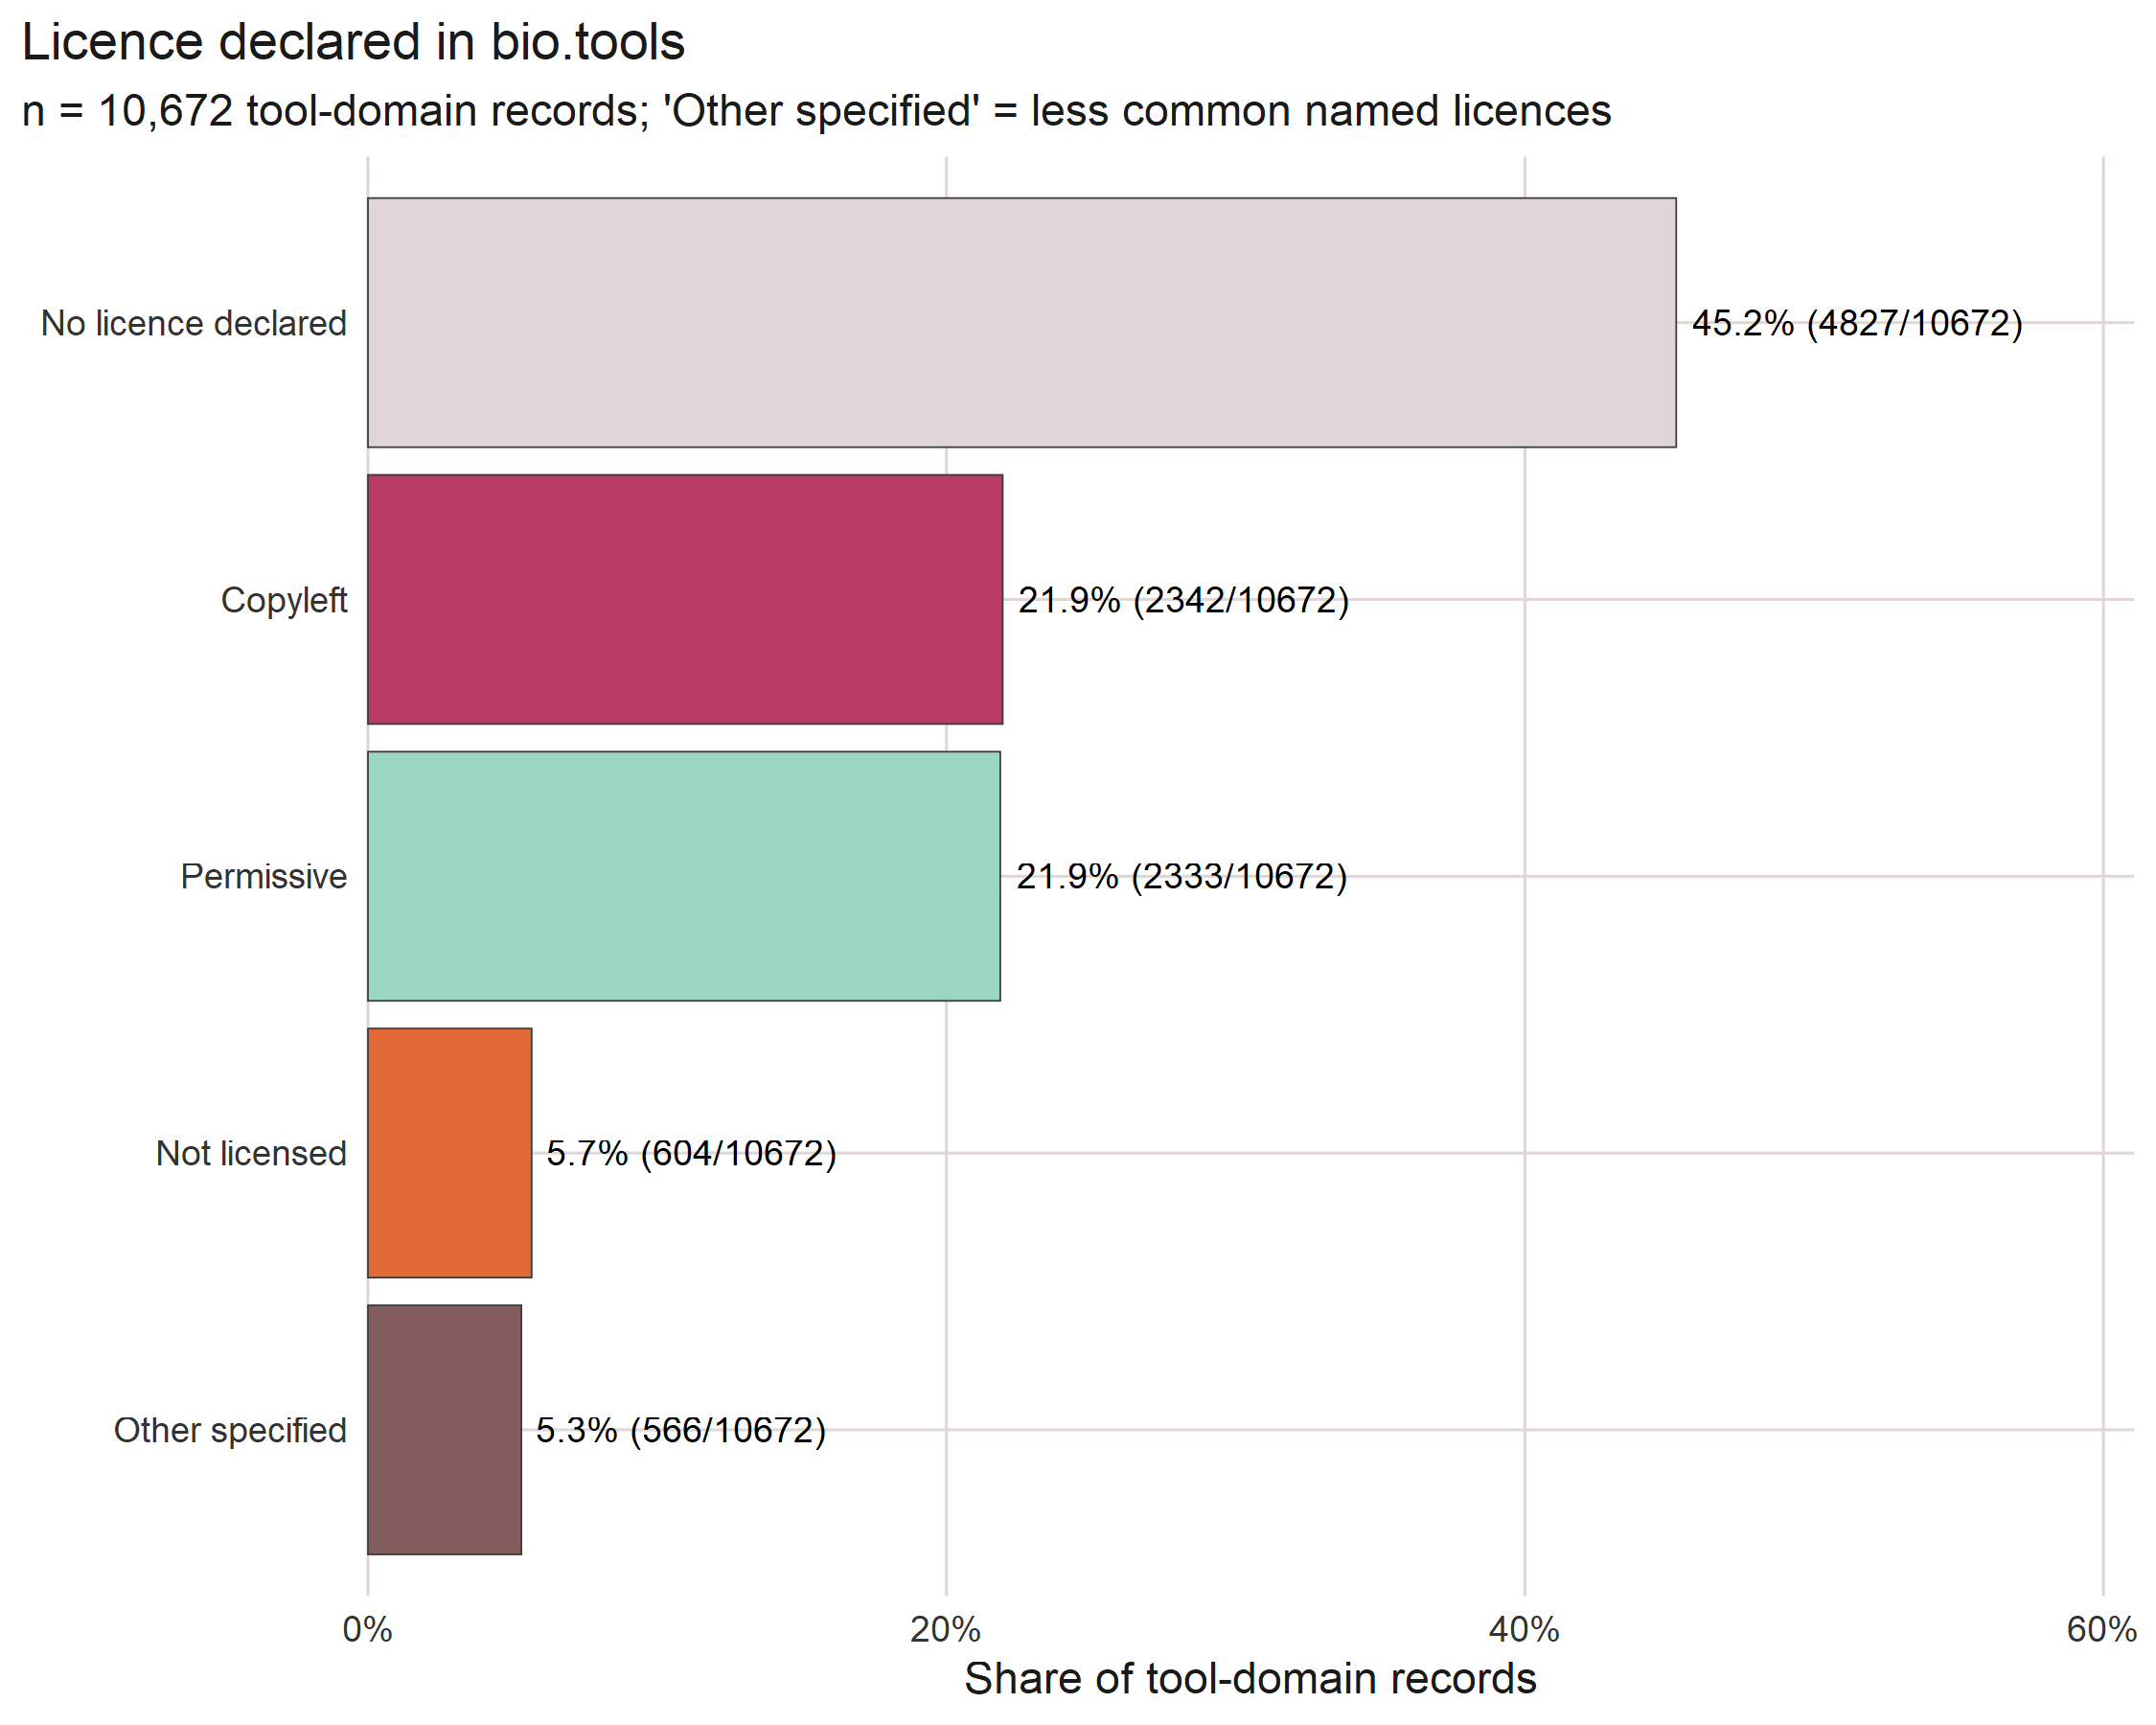 Licence declared in bio.tools
n = 10,672 tool-domain records; 'Other specified' = less common named licences
No licence declared
45.2% (4827/10672)
Copyleft
21.9% (2342/10672)
Permissive
21.9% (2333/10672)
Not licensed
5.7% (604/10672)
Other specified
5.3% (566/10672)
0%
20%
40%
60%
Share of tool-domain records